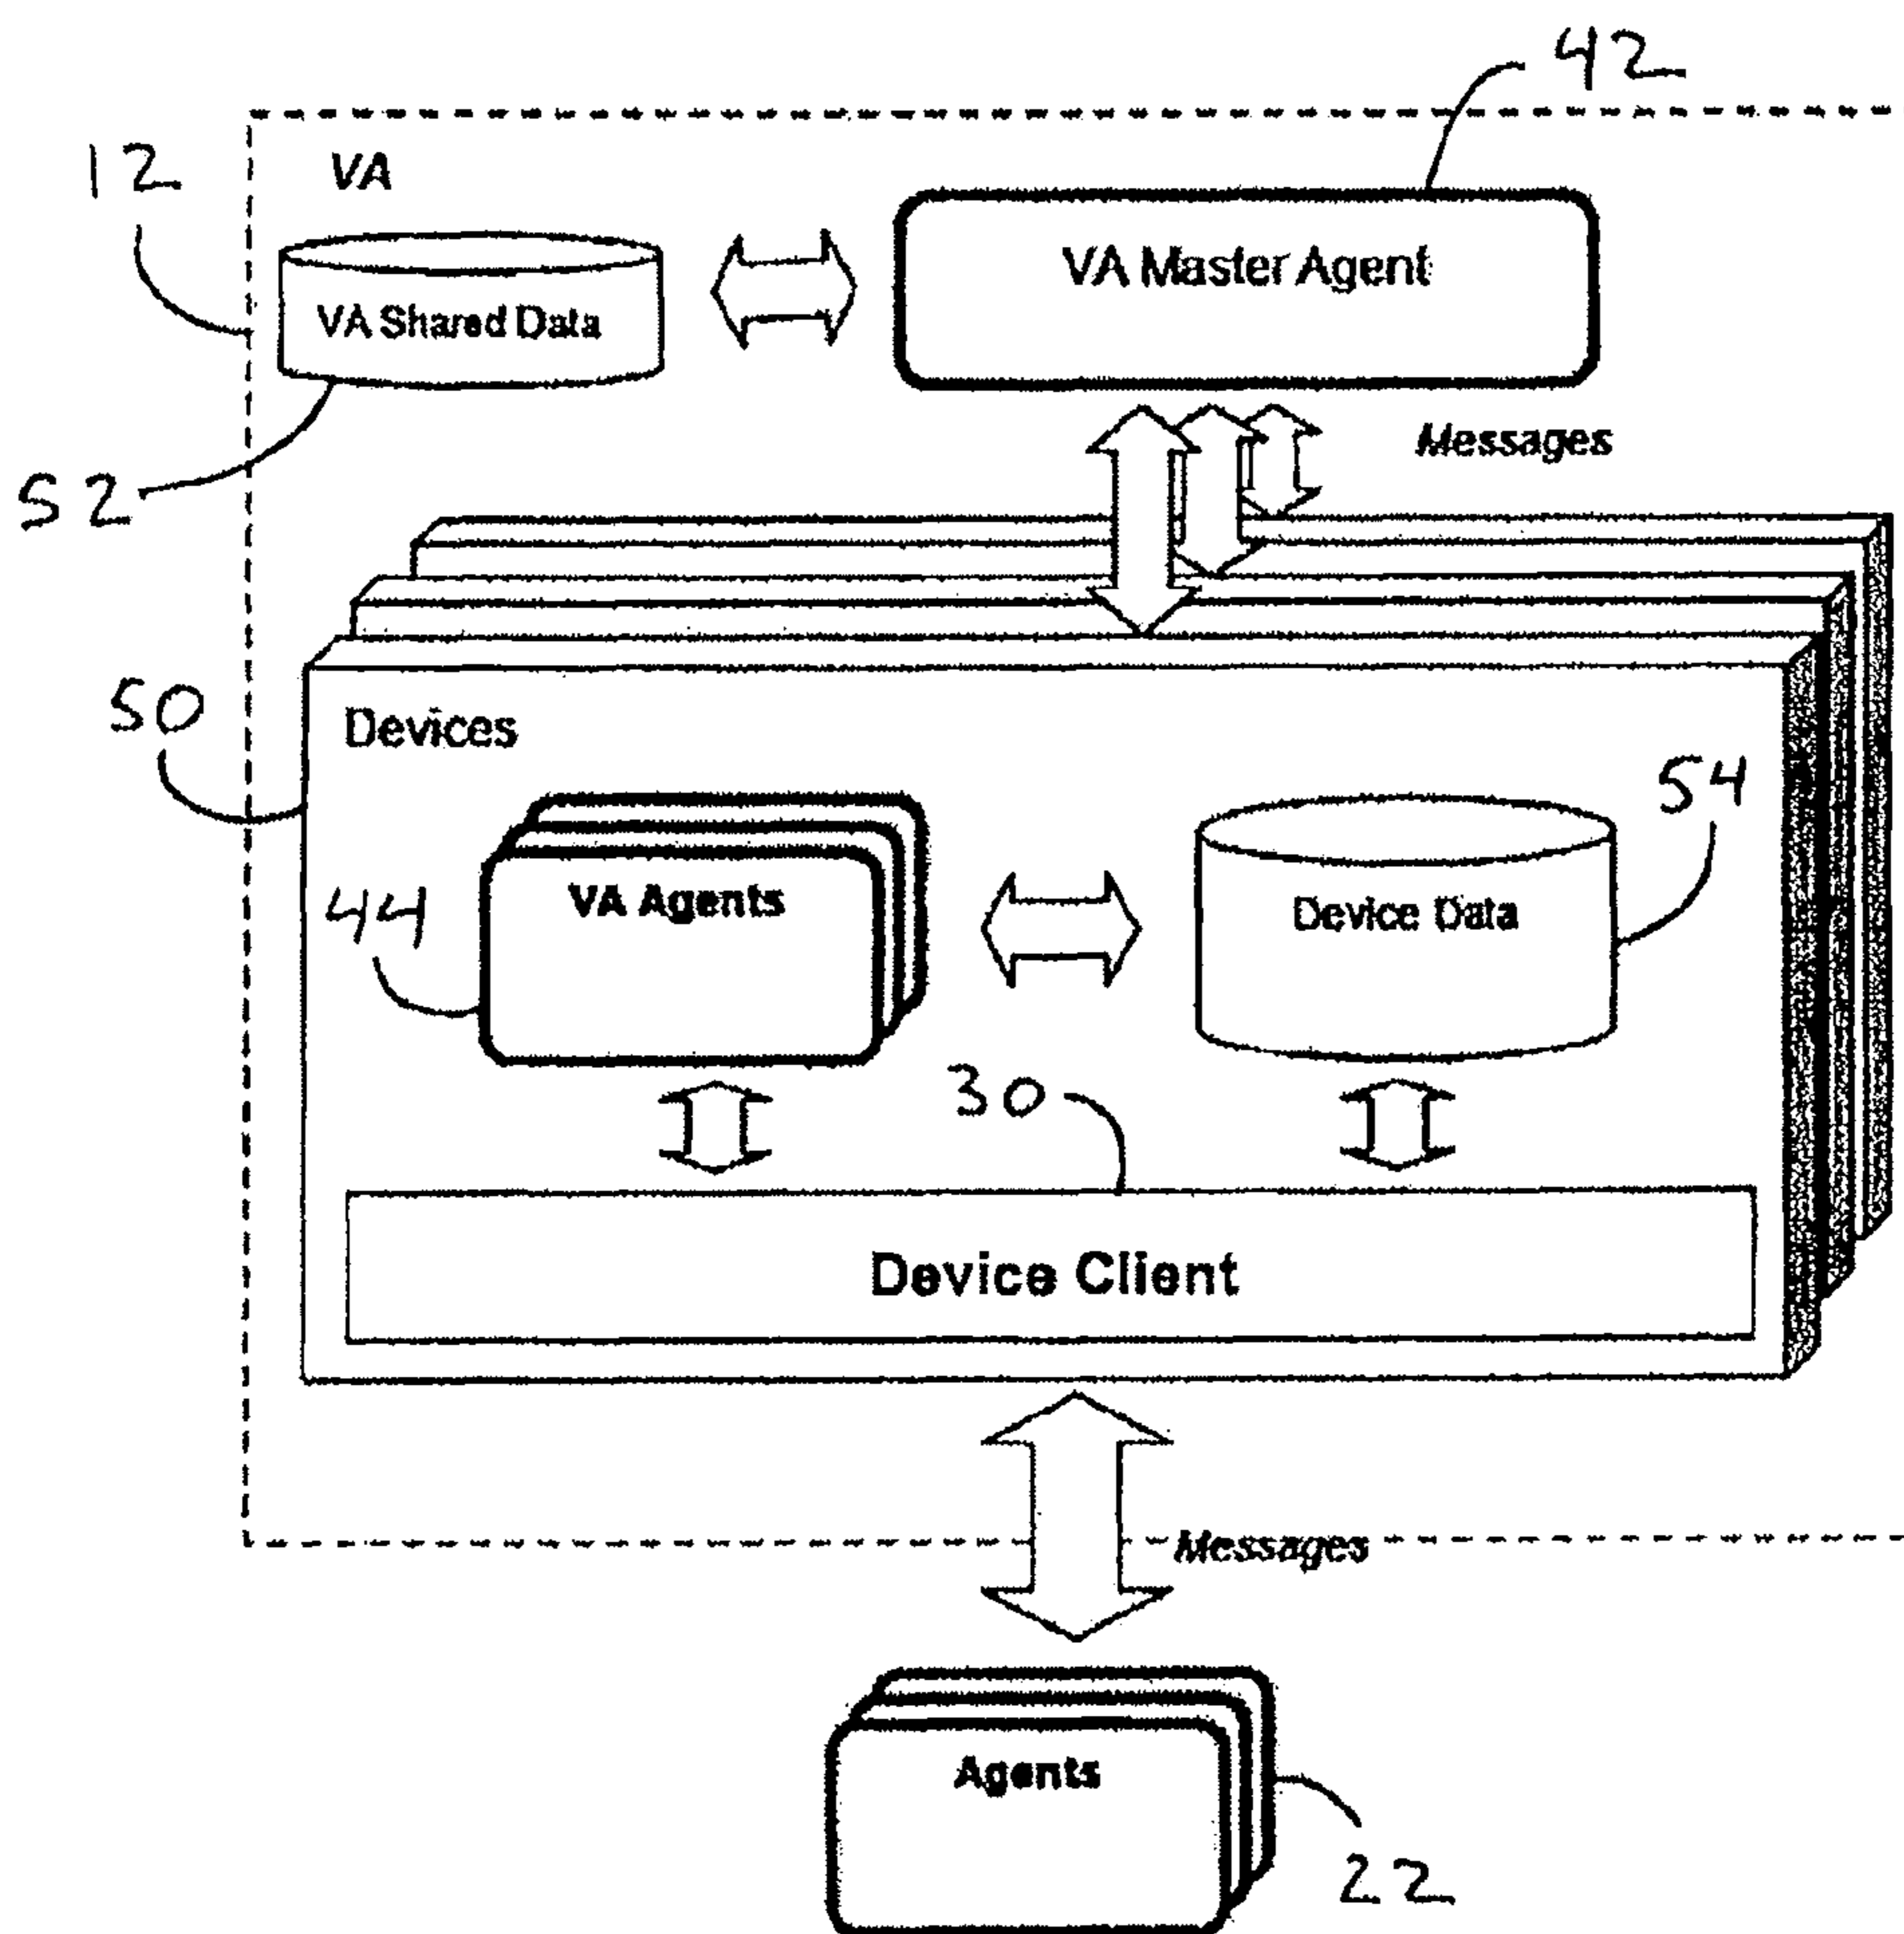 42
12
VA
VA Master Agent
VA Shared Data
Messages
52
50
Devices
54
44
VA Agents
Device Data
30
Device Client
Messages
Agents
22